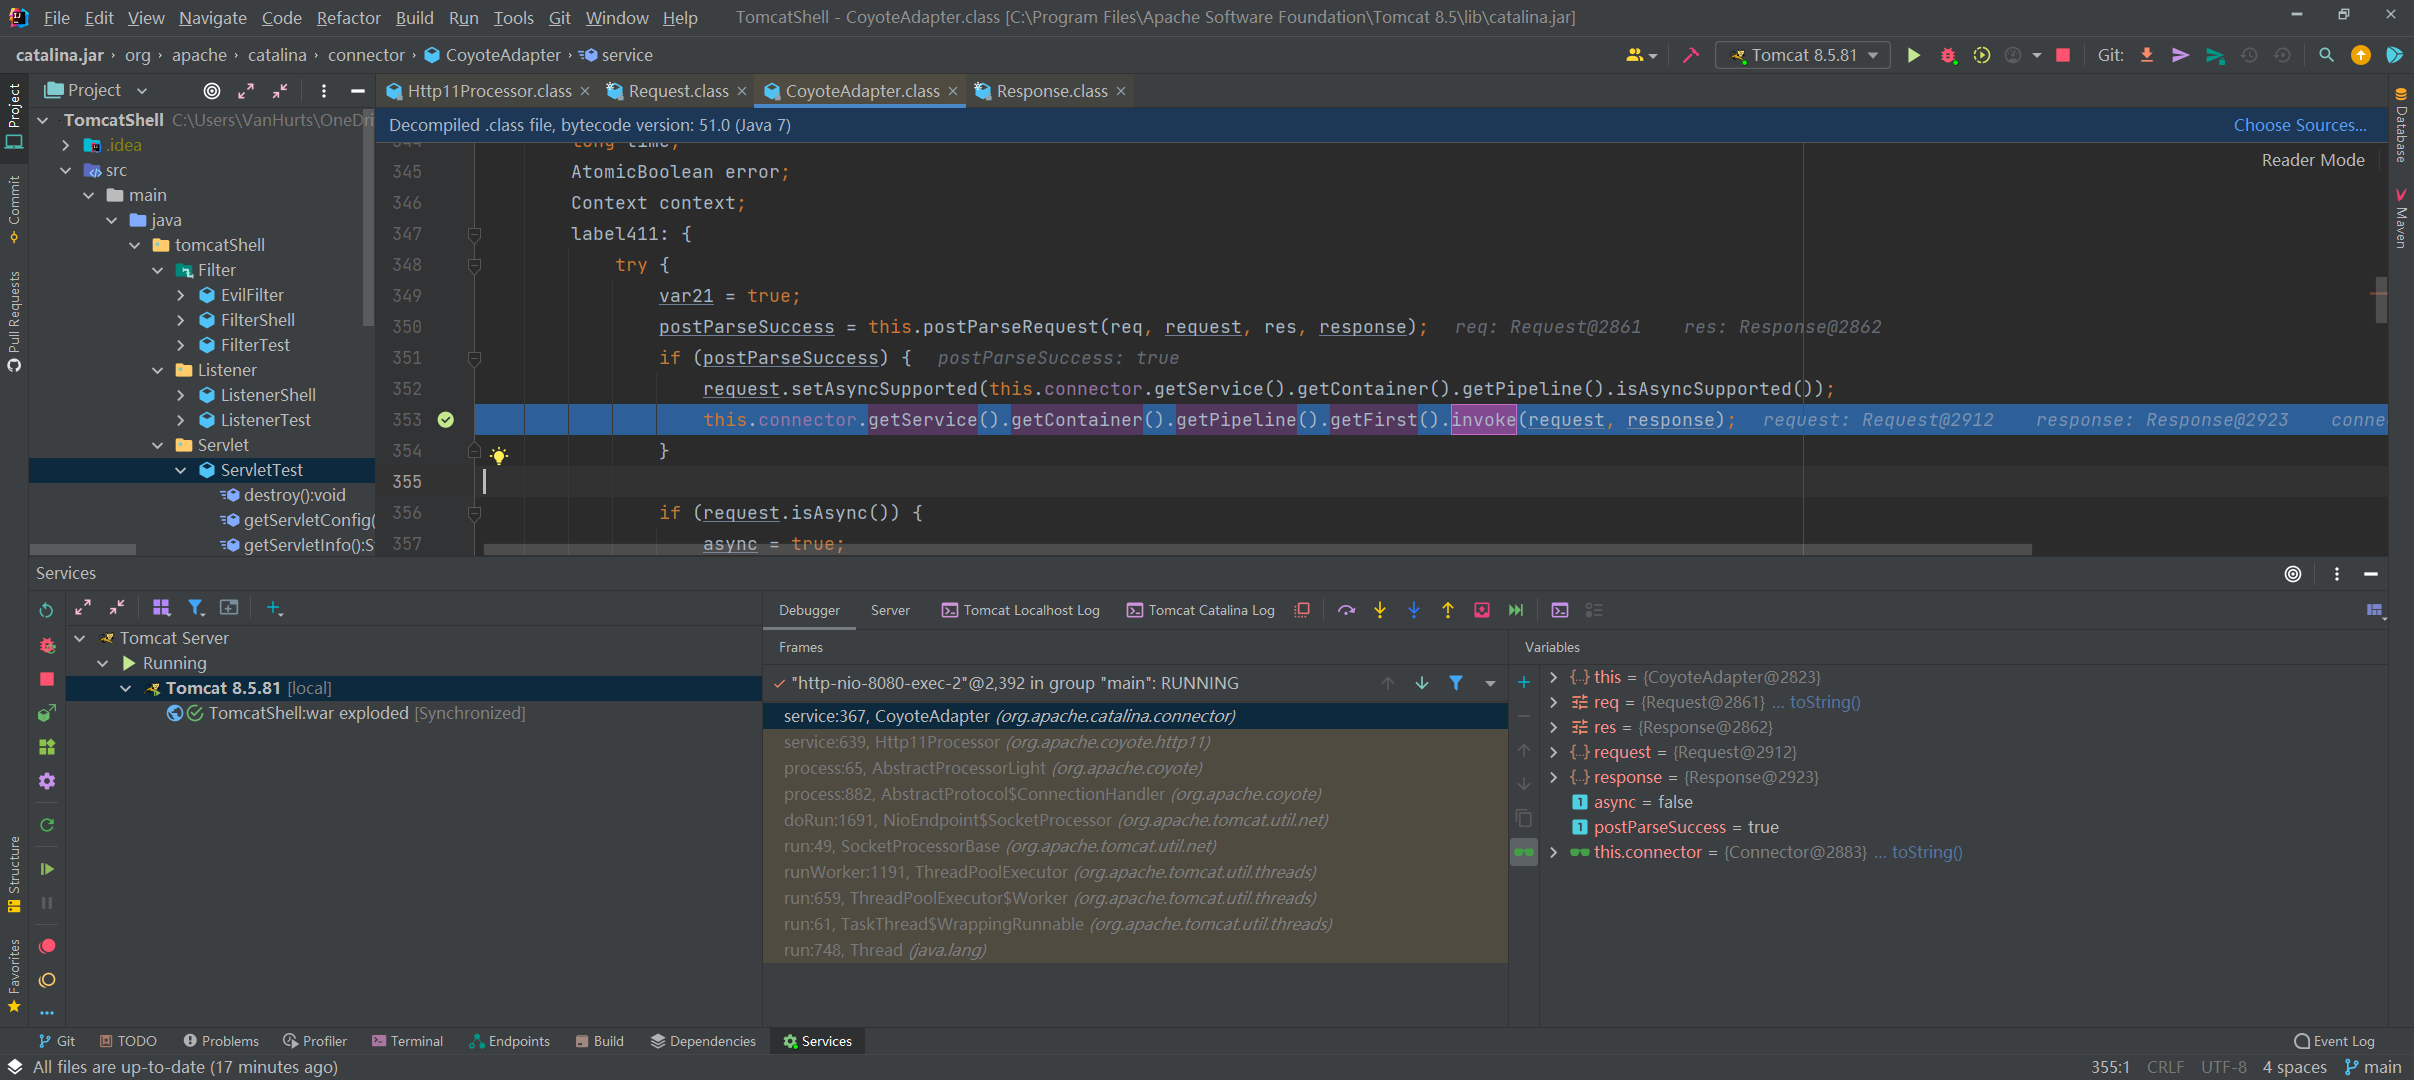 File Edit View Navigate Code Refactor Build Run Tools Git Window Help TomcatShell - CoyoteAdapter.class [C:\Program Files\Apache Software Foundation\Tomcat 8.5\lib\catalina.jar]
catalina.jar › org › apache › catalina › connector › CoyoteAdapter › service
Tomcat 8.5.81
Git:
Project
Http11Processor.class
Request.class
CoyoteAdapter.class
Response.class
Project
Commit
Pull Requests
Structure
Favorites
TomcatShell C:\Users\VanHurts\OneDri
.idea
src
main
java
tomcatShell
Filter
EvilFilter
FilterShell
FilterTest
Listener
ListenerShell
ListenerTest
Servlet
ServletTest
destroy():void
getServletConfig(
getServletInfo():S
Decompiled .class file, bytecode version: 51.0 (Java 7)
Choose Sources...
Reader Mode
Database
Maven
344 long time;
345 AtomicBoolean error;
346 Context context;
347 label411: {
348 try {
349 var21 = true;
350 postParseSuccess = this.postParseRequest(req, request, res, response); req: Request@2861 res: Response@2862
351 if (postParseSuccess) { postParseSuccess: true
352 request.setAsyncSupported(this.connector.getService().getContainer().getPipeline().isAsyncSupported());
353 this.connector.getService().getContainer().getPipeline().getFirst().invoke(request, response); request: Request@2912 response: Response@2923 conne
354 }
355
356 if (request.isAsync()) {
357 async = true;
Services
Tomcat Server
Running
Tomcat 8.5.81 [local]
TomcatShell:war exploded [Synchronized]
Debugger Server Tomcat Localhost Log Tomcat Catalina Log
Frames
"http-nio-8080-exec-2"@2,392 in group "main": RUNNING
service:367, CoyoteAdapter (org.apache.catalina.connector)
service:639, Http11Processor (org.apache.coyote.http11)
process:65, AbstractProcessorLight (org.apache.coyote)
process:882, AbstractProtocol$ConnectionHandler (org.apache.coyote)
doRun:1691, NioEndpoint$SocketProcessor (org.apache.tomcat.util.net)
run:49, SocketProcessorBase (org.apache.tomcat.util.net)
runWorker:1191, ThreadPoolExecutor (org.apache.tomcat.util.threads)
run:659, ThreadPoolExecutor$Worker (org.apache.tomcat.util.threads)
run:61, TaskThread$WrappingRunnable (org.apache.tomcat.util.threads)
run:748, Thread (java.lang)
Variables
this = {CoyoteAdapter@2823}
req = {Request@2861} ... toString()
res = {Response@2862}
request = {Request@2912}
response = {Response@2923}
async = false
postParseSuccess = true
this.connector = {Connector@2883} ... toString()
Git TODO Problems Profiler Terminal Endpoints Build Dependencies Services Event Log
All files are up-to-date (17 minutes ago) 355:1 CRLF UTF-8 4 spaces main